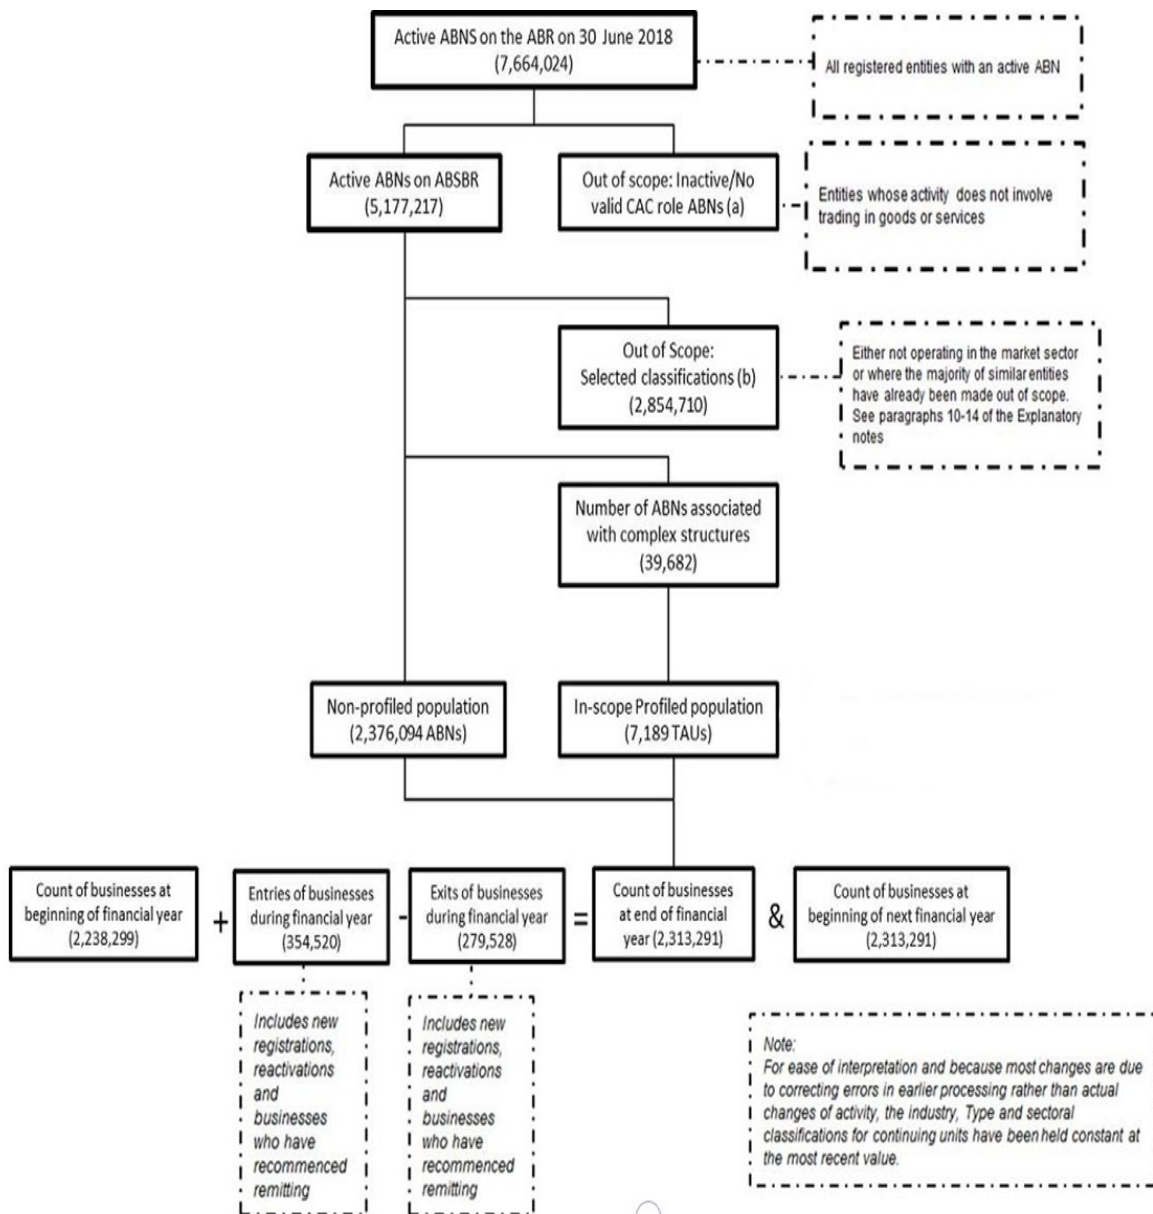 Active ABNS on the ABR on 30 June 2018
(7,664,024)
All registered entities with an active ABN
Active ABNs on ABSBR
(5,177,217)
Out of scope: Inactive/No
valid CAC role ABNs (a)
Entities whose activity does not involve
trading in goods or services
Out of Scope:
Selected classifications (b)
(2,854,710)
Either not operating in the market sector
or where the majority of similar entities
have already been made out of scope.
See paragraphs 10-14 of the Explanatory
notes
Number of ABNs associated
with complex structures
(39,682)
Non-profiled population
(2,376,094 ABNs)
In-scope Profiled population
(7,189 TAUs)
Count of businesses at
beginning of financial year
(2,238,299)
+
Entries of businesses
during financial year
(354,520)
-
Exits of businesses
during financial year
(279,528)
=
Count of businesses
at end of financial
year (2,313,291)
&
Count of businesses at
beginning of next financial year
(2,313,291)
Includes new
registrations,
reactivations
and
businesses
who have
recommenced
remitting
Includes new
registrations,
reactivations
and
businesses
who have
recommenced
remitting
Note:
For ease of interpretation and because most changes are due
to correcting errors in earlier processing rather than actual
changes of activity, the industry, Type and sectoral
classifications for continuing units have been held constant at
the most recent value.